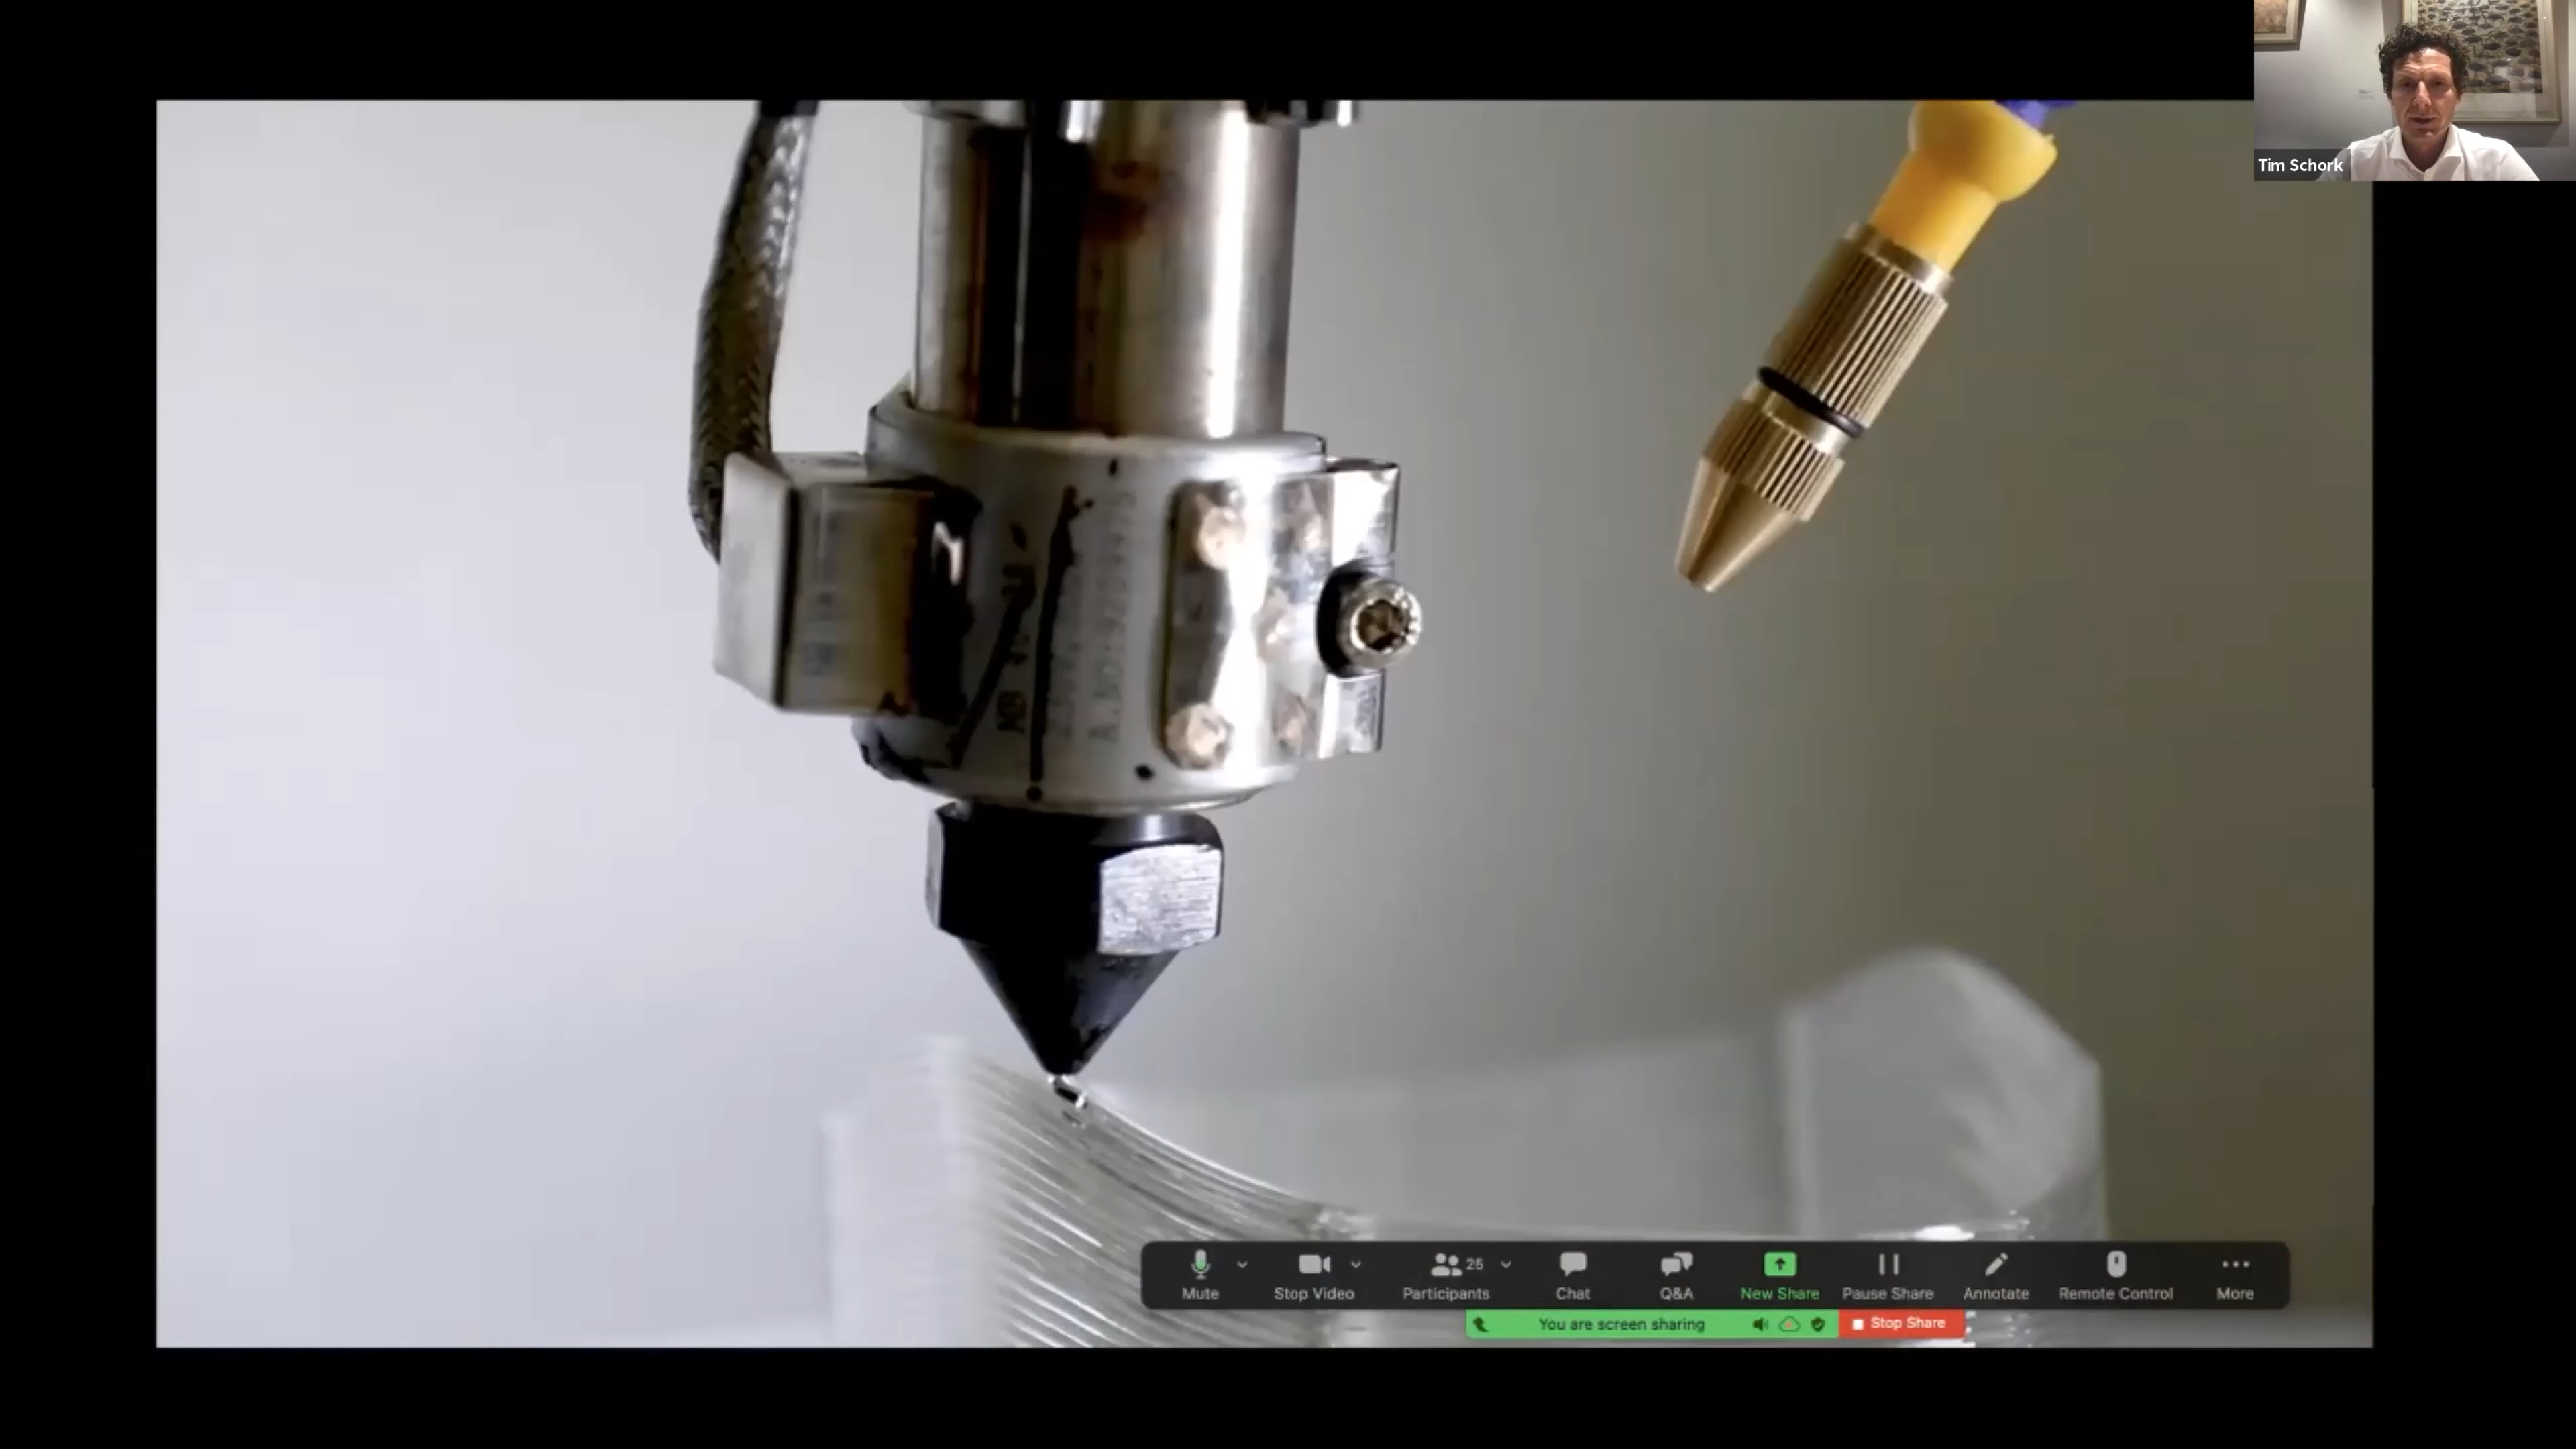 Tim Schork
MB
Mute
Stop Video
Participants
25
Chat
Q&A
New Share
Pause Share
Annotate
Remote Control
More
You are screen sharing
Stop Share